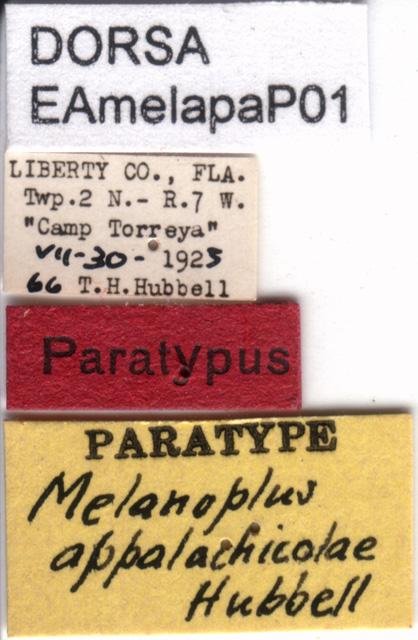 DORSA
EAmelapaP01
LIBERTY CO., FLA.
Twp.2 N.- R.7 W.
"Camp Torreya"
VII-30- 1925
66 T.H.Hubbell
Paratypus
PARATYPE
Melanoplus
appalachicolae
Hubbell